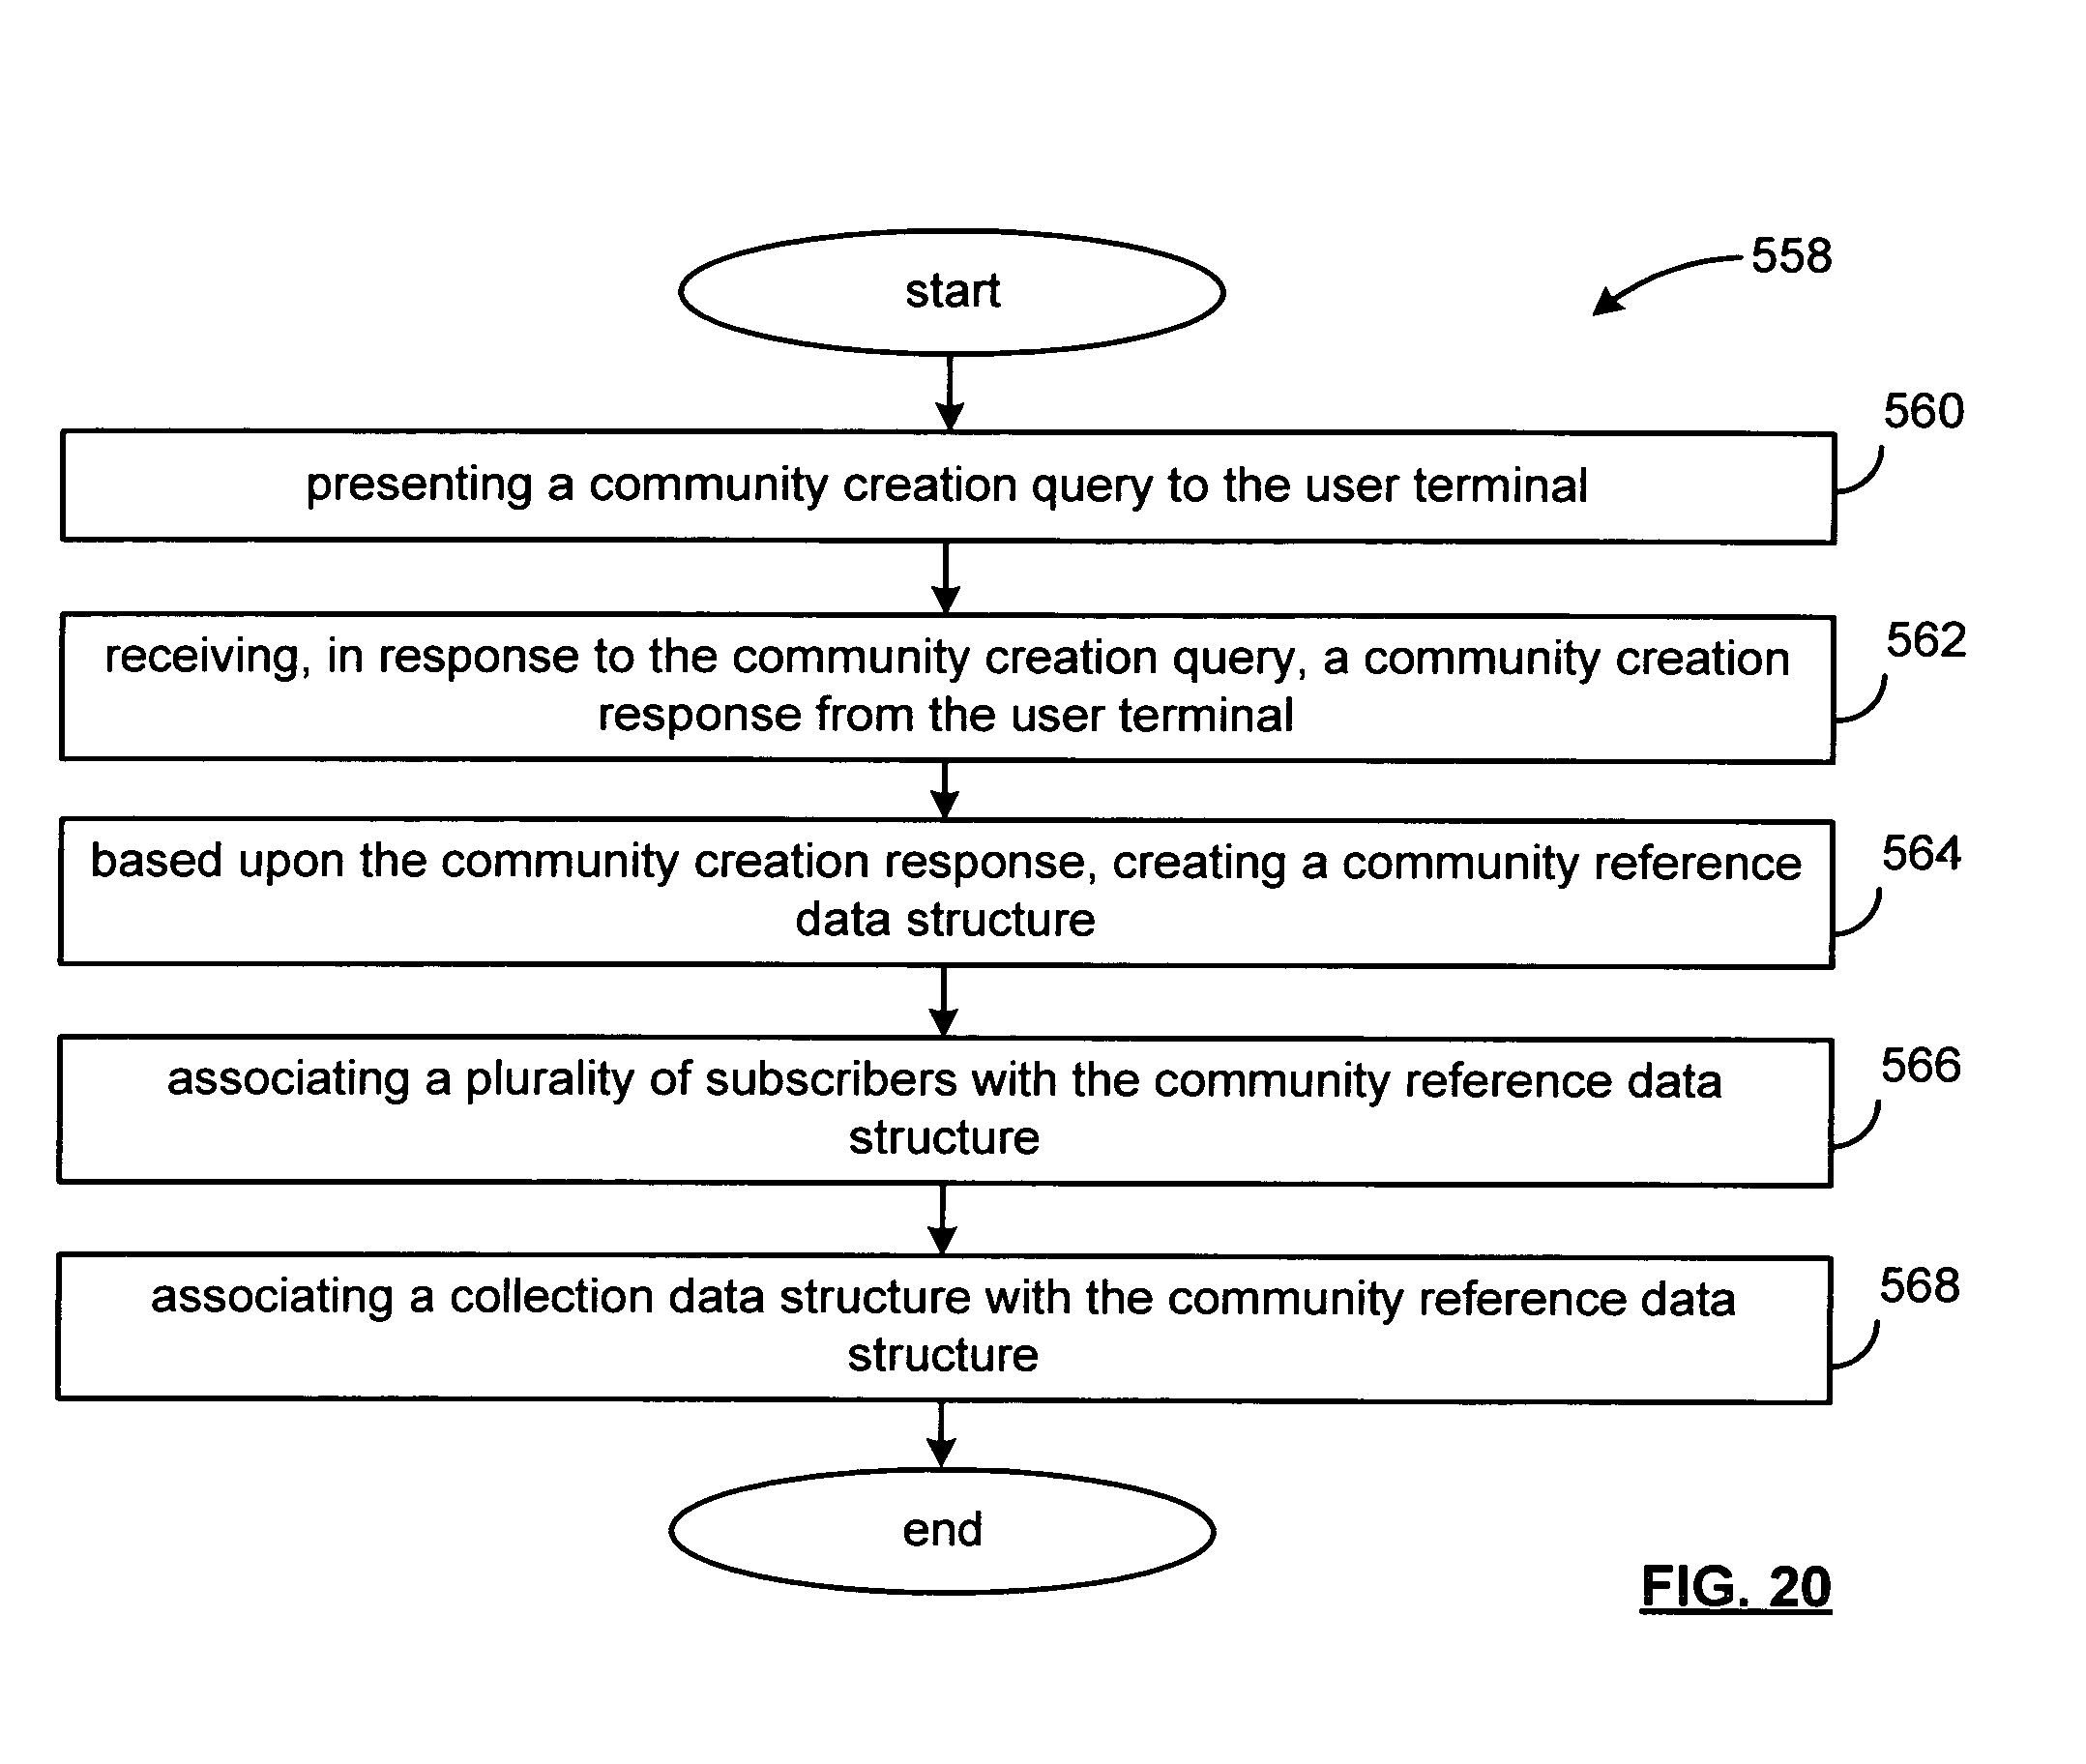 start
558
560
presenting a community creation query to the user terminal
562
receiving, in response to the community creation query, a community creation
response from the user terminal
564
based upon the community creation response, creating a community reference
data structure
566
associating a plurality of subscribers with the community reference data
structure
568
associating a collection data structure with the community reference data
structure
end
FIG. 20